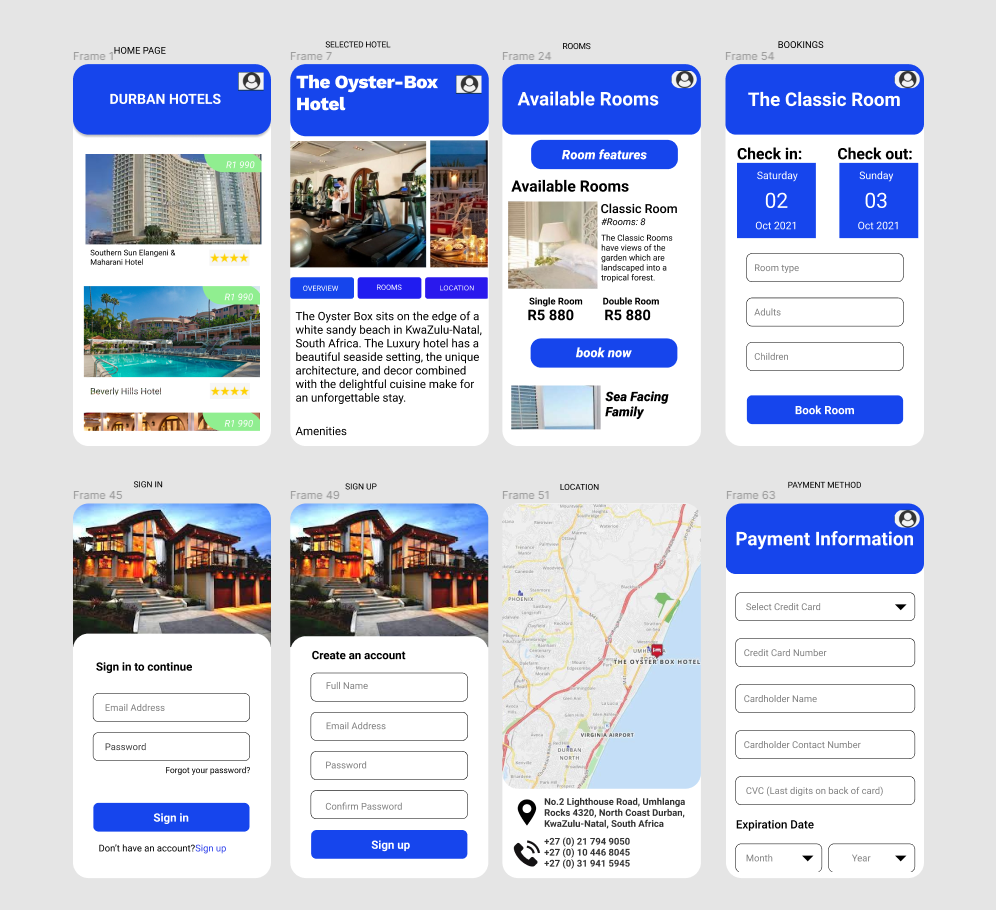 HOME PAGE
Frame 1
DURBAN HOTELS
R1 990
Southern Sun Elangeni &
Maharani Hotel
R1 990
Beverly Hills Hotel
R1 990
SELECTED HOTEL
Frame 7
The Oyster-Box
Hotel
OVERVIEW
ROOMS
LOCATION
The Oyster Box sits on the edge of a
white sandy beach in KwaZulu-Natal,
South Africa. The Luxury hotel has a
beautiful seaside setting, the unique
architecture, and decor combined
with the delightful cuisine make for
an unforgettable stay.
Amenities
ROOMS
Frame 24
Available Rooms
Room features
Available Rooms
Classic Room
#Rooms: 8
The Classic Rooms
have views of the
garden which are
landscaped into a
tropical forest.
Single Room
Double Room
R5 880
R5 880
book now
Sea Facing
Family
BOOKINGS
Frame 54
The Classic Room
Check in:
Check out:
Saturday
02
Oct 2021
Sunday
03
Oct 2021
Room type
Adults
Children
Book Room
SIGN IN
Frame 45
Sign in to continue
Email Address
Password
Forgot your password?
Sign in
Don't have an account?Sign up
SIGN UP
Frame 49
Create an account
Full Name
Email Address
Password
Confirm Password
Sign up
LOCATION
Frame 51
PHOENIX
THE OYSTER BOX HOTEL
VIRGINIA AIRPORT
DURBAN
NORTH
No.2 Lighthouse Road, Umhlanga
Rocks 4320, North Coast Durban,
KwaZulu-Natal, South Africa
+27 (0) 21 794 9050
+27 (0) 10 446 8045
+27 (0) 31 941 5945
PAYMENT METHOD
Frame 63
Payment Information
Select Credit Card
Credit Card Number
Cardholder Name
Cardholder Contact Number
CVC (Last digits on back of card)
Expiration Date
Month
Year